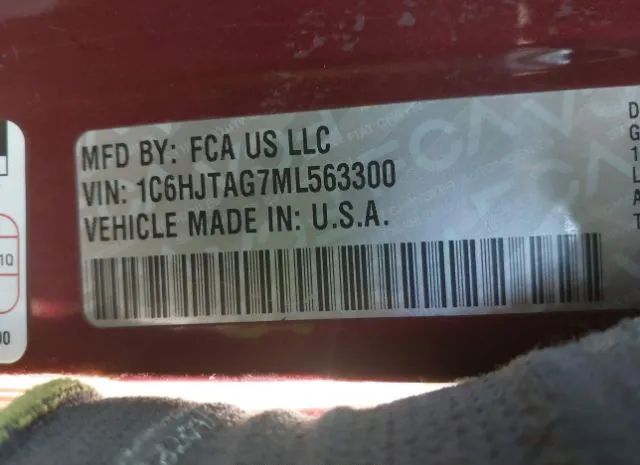 MFD BY: FCA US LLC
VIN: 1C6HJTAG7ML563300
VEHICLE MADE IN: U.S.A.